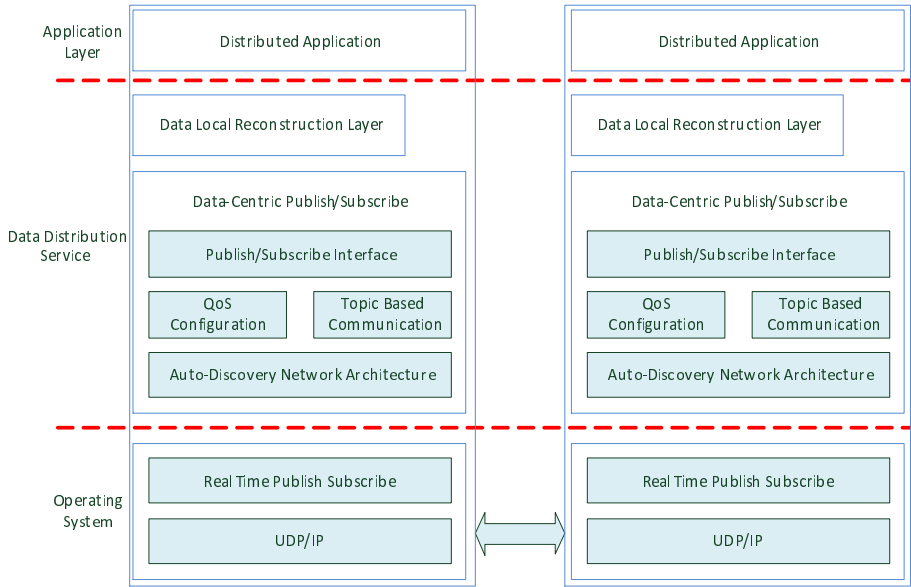 Application
Layer
Distributed Application
Distributed Application
Data Local Reconstruction Layer
Data Local Reconstruction Layer
Data Distribution
Service
Data-Centric Publish/Subscribe
Publish/Subscribe Interface
QoS
Configuration
Topic Based
Communication
Auto-Discovery Network Architecture
Data-Centric Publish/Subscribe
Publish/Subscribe Interface
QoS
Configuration
Topic Based
Communication
Auto-Discovery Network Architecture
Operating
System
Real Time Publish Subscribe
UDP/IP
Real Time Publish Subscribe
UDP/IP